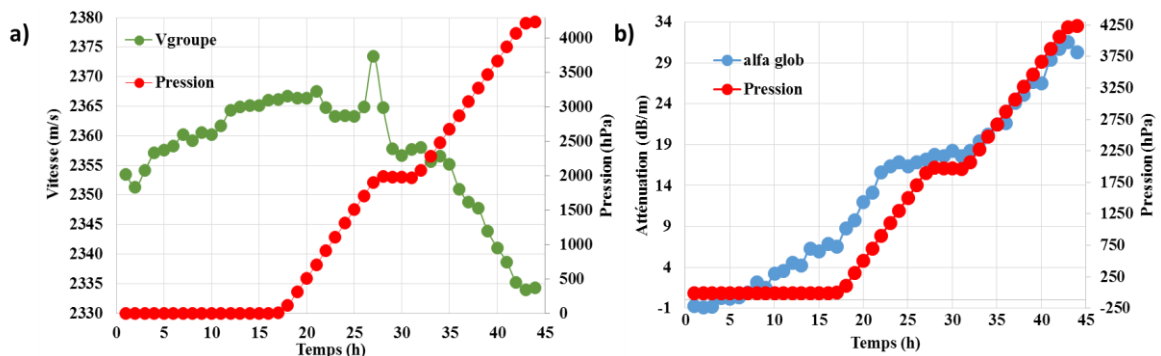 a)
Vgroupe
Pression
Vitesse (m/s)
2380
2375
2370
2365
2360
2355
2350
2345
2340
2335
2330
Pression (hPa)
4000
3500
3000
2500
2000
1500
1000
500
0
0 5 10 15 20 25 30 35 40 45
Temps (h)
b)
alfa glob
Pression
Atténuation (dB/m)
34
29
24
19
14
9
4
-1
Pression (hPa)
4250
3750
3250
2750
2250
1750
1250
750
250
-250
0 5 10 15 20 25 30 35 40 45
Temps (h)